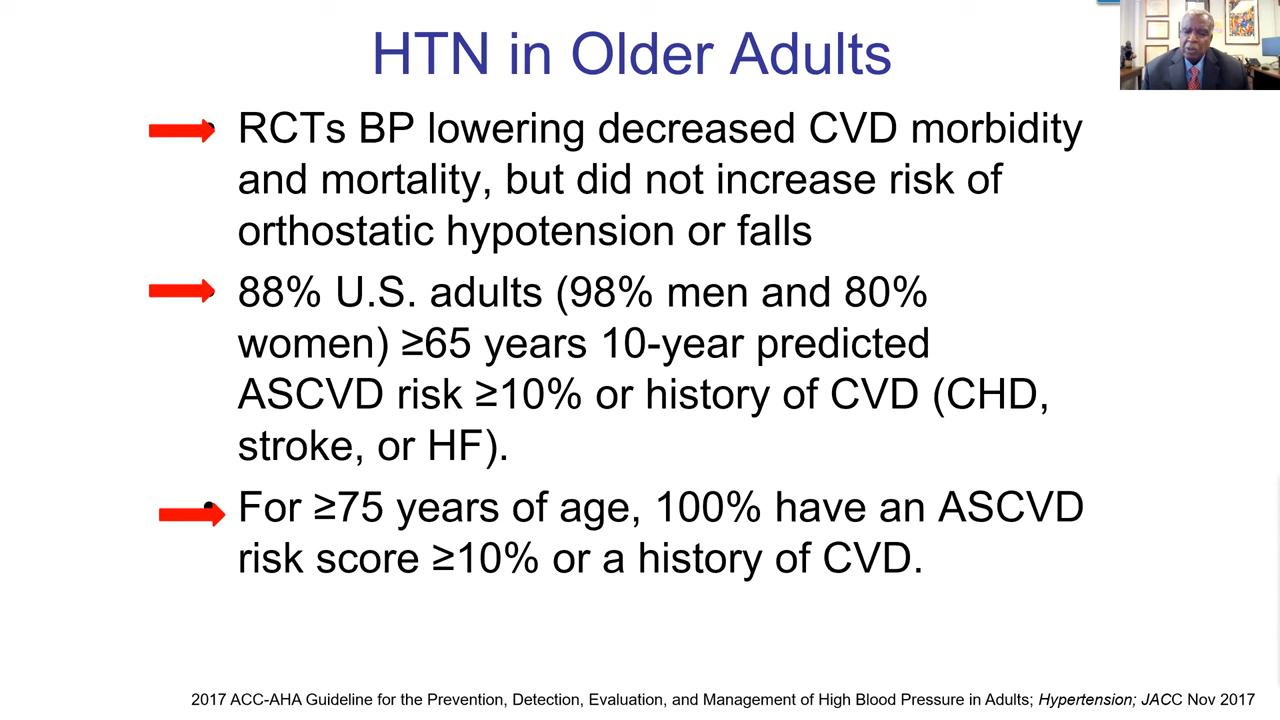 HTN in Older Adults
RCTs BP lowering decreased CVD morbidity
and mortality, but did not increase risk of
orthostatic hypotension or falls
88% U.S. adults (98% men and 80%
women) ≥65 years 10-year predicted
ASCVD risk ≥10% or history of CVD (CHD,
stroke, or HF).
For ≥75 years of age, 100% have an ASCVD
risk score ≥10% or a history of CVD.
2017 ACC-AHA Guideline for the Prevention, Detection, Evaluation, and Management of High Blood Pressure in Adults; Hypertension; JACC Nov 2017